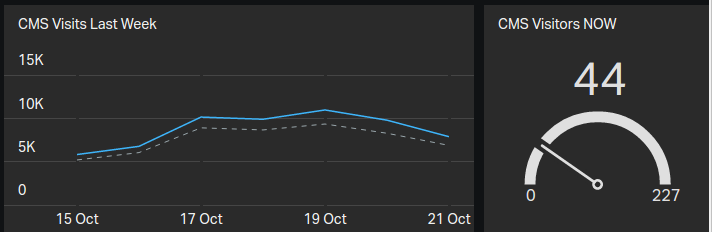 CMS Visits Last Week
15K
10K
5K
0
15 Oct 17 Oct 19 Oct 21 Oct
CMS Visitors NOW
44
0 227